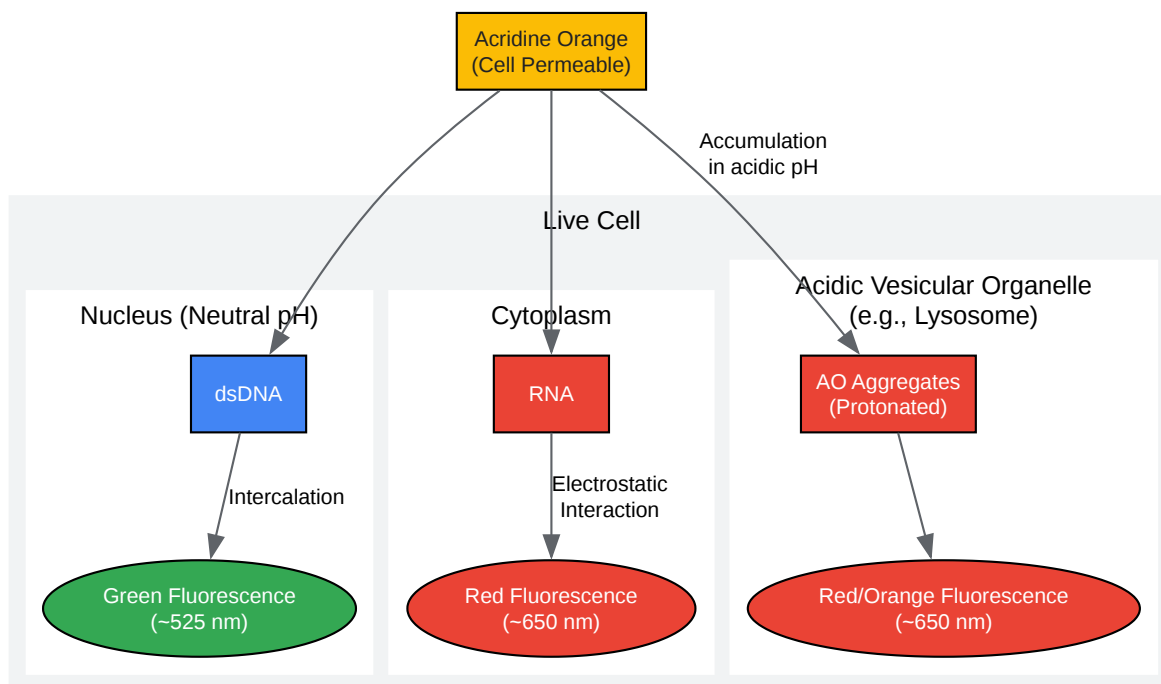 Acridine Orange
(Cell Permeable)
Accumulation
in acidic pH
Live Cell
Nucleus (Neutral pH)
Cytoplasm
Acidic Vesicular Organelle
(e.g., Lysosome)
dsDNA
RNA
AO Aggregates
(Protonated)
Intercalation
Electrostatic
Interaction
Green Fluorescence
(~525 nm)
Red Fluorescence
(~650 nm)
Red/Orange Fluorescence
(~650 nm)